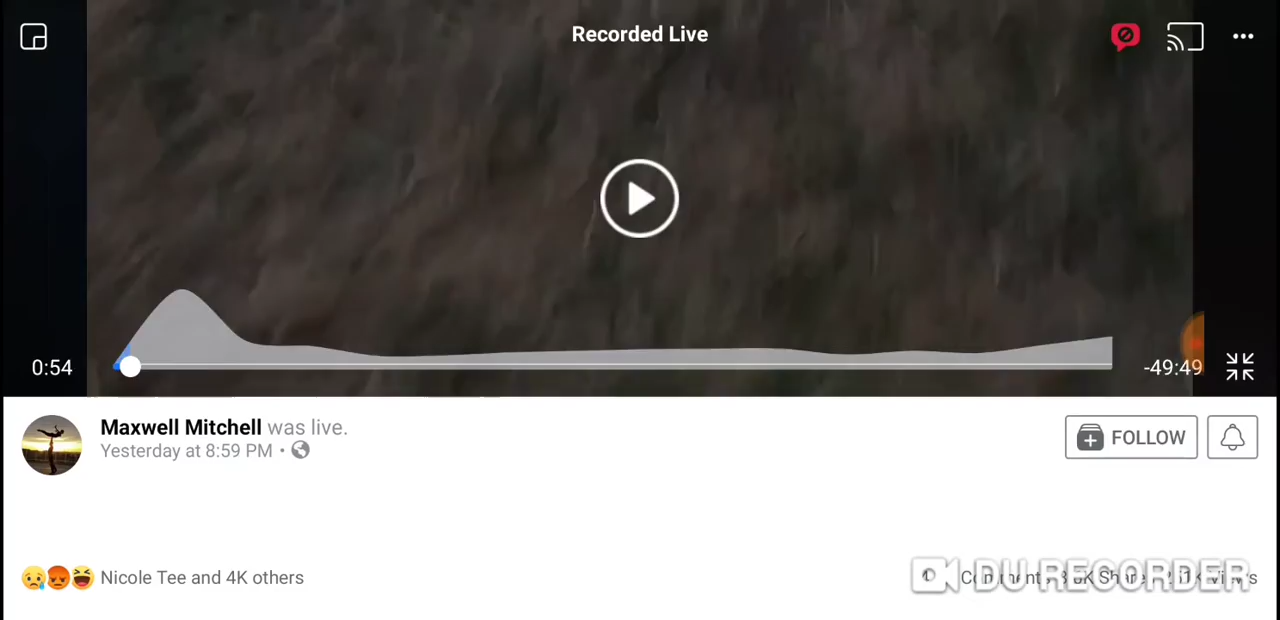 Recorded Live
0:54
-49:49
Maxwell Mitchell was live.
Yesterday at 8:59 PM •
FOLLOW
Nicole Tee and 4K others
DU RECORDER